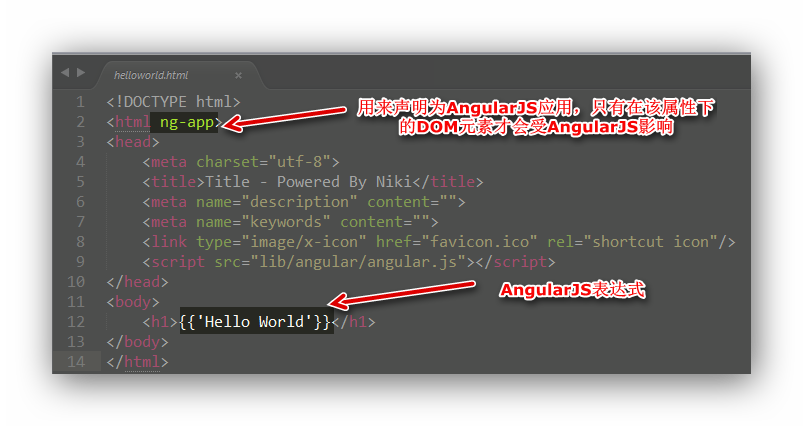 helloworld.html ×
1 <!DOCTYPE html>
2 <html ng-app>
用来声明为AngularJS应用，只有在该属性下
的DOM元素才会受AngularJS影响
3 <head>
4 <meta charset="utf-8">
5 <title>Title - Powered By Niki</title>
6 <meta name="description" content="">
7 <meta name="keywords" content="">
8 <link type="image/x-icon" href="favicon.ico" rel="shortcut icon"/>
9 <script src="lib/angular/angular.js"></script>
10 </head>
11 <body>
AngularJS表达式
12 <h1>{{'Hello World'}}</h1>
13 </body>
14 </html>